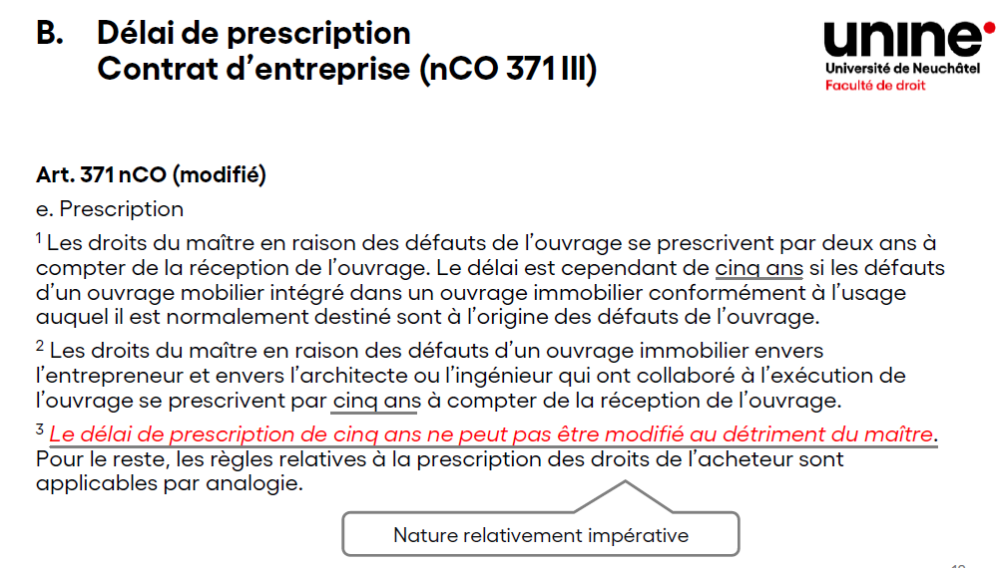 B. Délai de prescription
Contrat d'entreprise (nCO 371 III)
unine
Université de Neuchâtel
Faculté de droit
Art. 371 nCO (modifié)
e. Prescription
1 Les droits du maître en raison des défauts de l'ouvrage se prescrivent par deux ans à
compter de la réception de l'ouvrage. Le délai est cependant de cinq ans si les défauts
d'un ouvrage mobilier intégré dans un ouvrage immobilier conformément à l'usage
auquel il est normalement destiné sont à l'origine des défauts de l'ouvrage.
2 Les droits du maître en raison des défauts d'un ouvrage immobilier envers
l'entrepreneur et envers l'architecte ou l'ingénieur qui ont collaboré à l'exécution de
l'ouvrage se prescrivent par cinq ans à compter de la réception de l'ouvrage.
3 Le délai de prescription de cinq ans ne peut pas être modifié au détriment du maître.
Pour le reste, les règles relatives à la prescription des droits de l'acheteur sont
applicables par analogie.
Nature relativement impérative